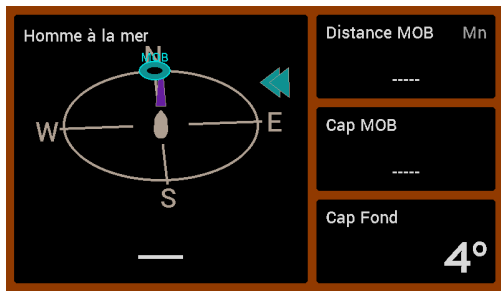 Homme à la mer
N
MOB
W
E
S
Distance MOB Mn
-----
Cap MOB
-----
Cap Fond
4°